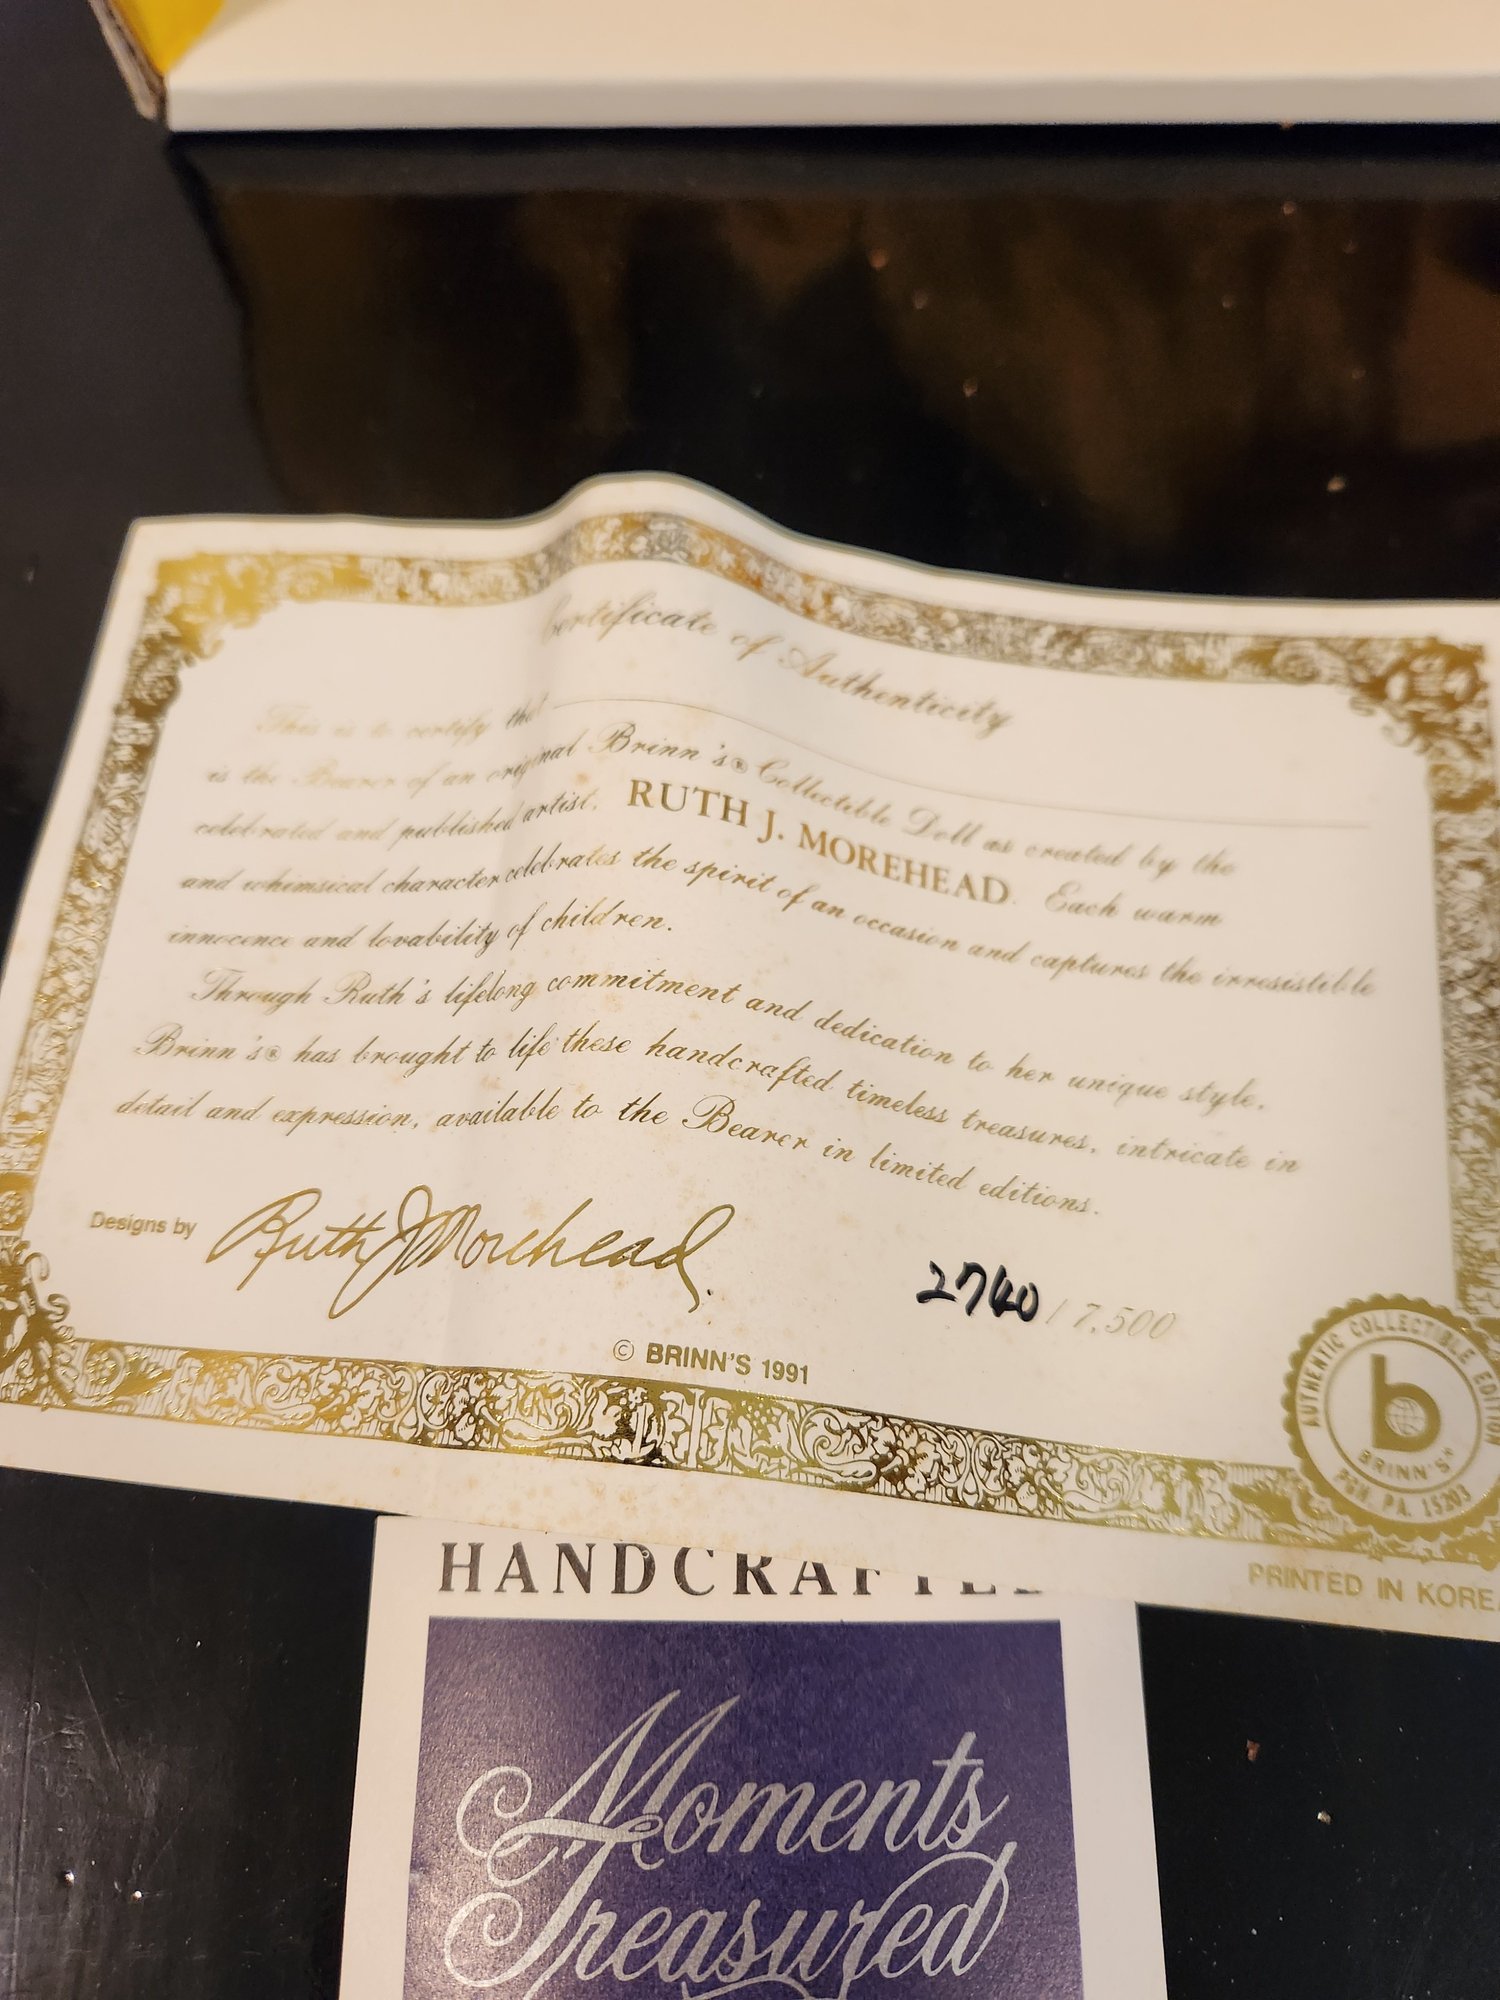 Certificate of Authenticity
This is to certify that
is the Bearer of an original Brinn's® Collectible Doll as created by the
celebrated and published artist, RUTH J. MOREHEAD. Each warm
and whimsical character celebrates the spirit of an occasion and captures the irresistible
innocence and lovability of children.
Through Ruth's lifelong commitment and dedication to her unique style,
Brinn's® has brought to life these handcrafted timeless treasures, intricate in
detail and expression, available to the Bearer in limited editions.
Designs by Ruth J Morehead.
2740 / 7,500
© BRINN'S 1991
AUTHENTIC COLLECTIBLE EDITION
b
BRINN'S
PGH. PA. 15203
PRINTED IN KORE
HANDCRAFTED
Moments
Treasured